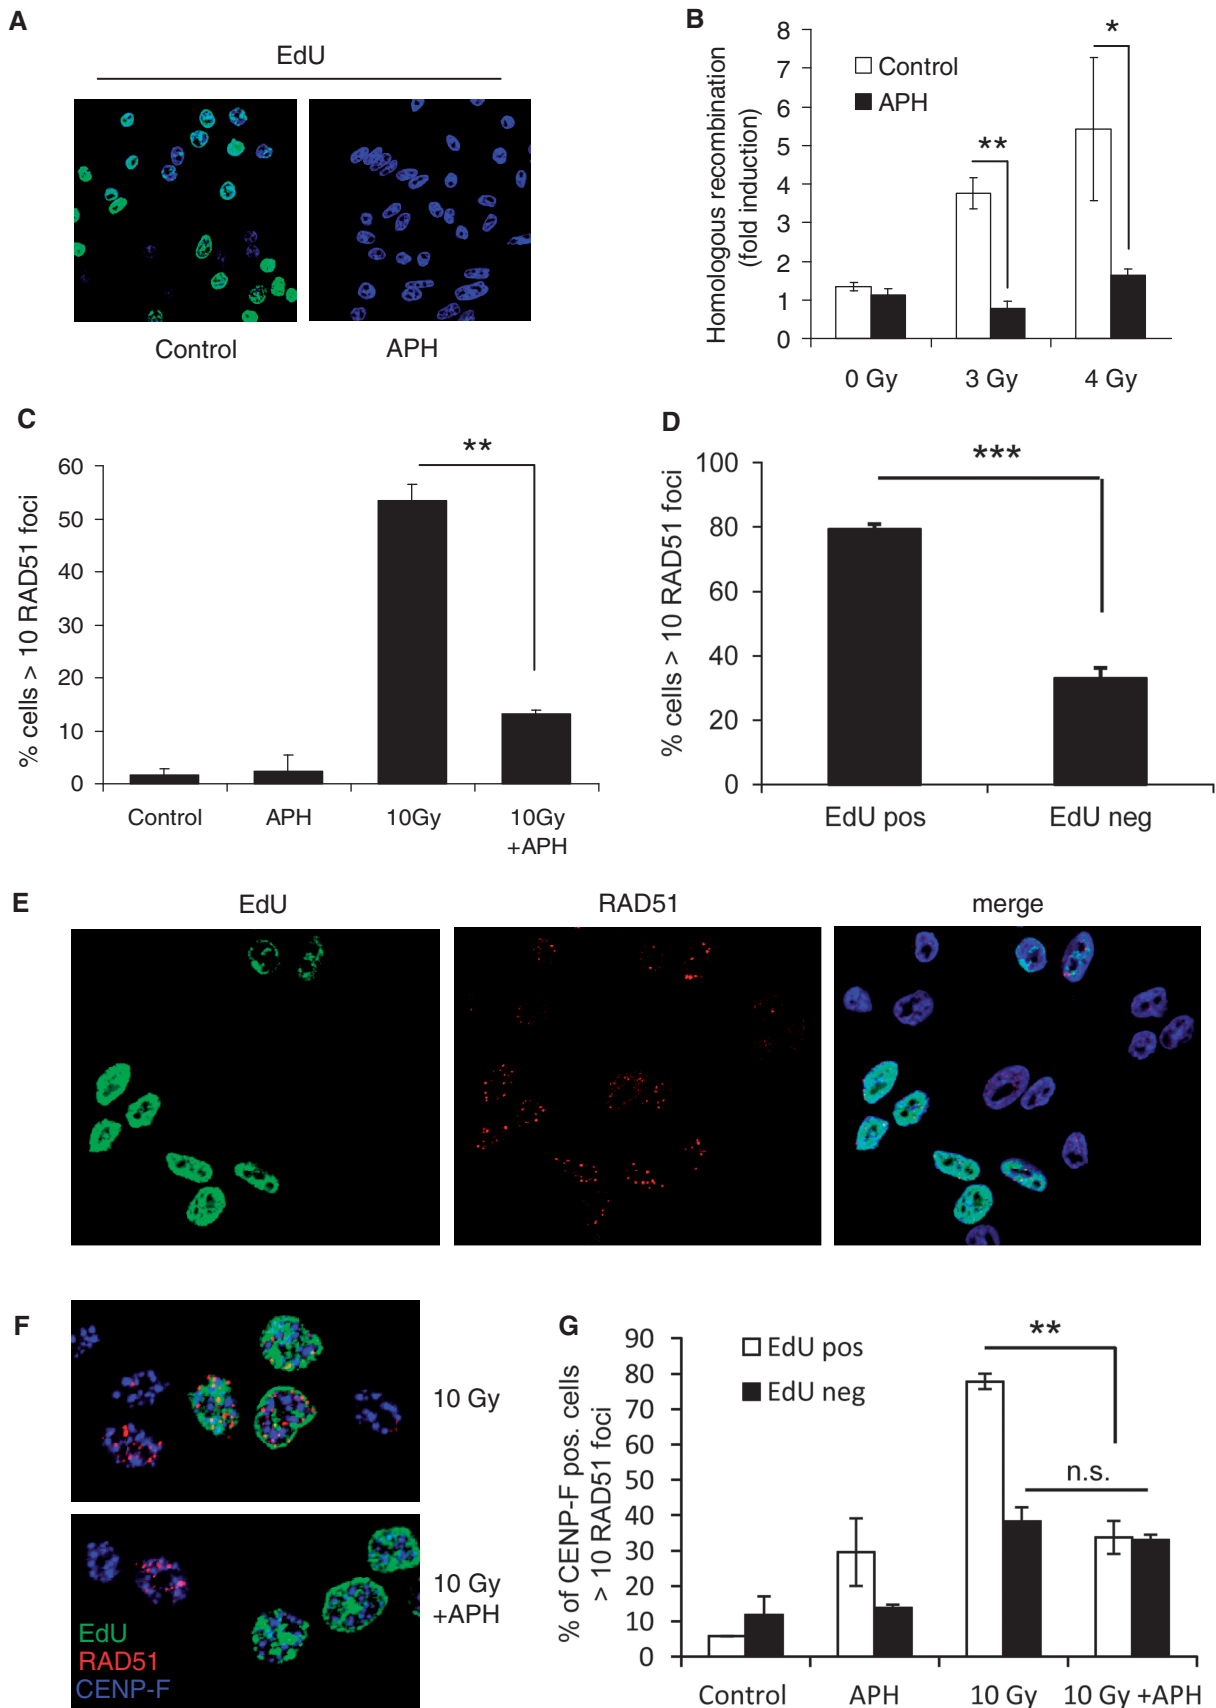 A
EdU
Control
APH
B
Homologous recombination
(fold induction)
8
7
6
5
4
3
2
1
0
Control
APH
**
*
0 Gy
3 Gy
4 Gy
C
% cells > 10 RAD51 foci
60
50
40
30
20
10
0
**
Control
APH
10Gy
10Gy
+APH
D
% cells > 10 RAD51 foci
100
80
60
40
20
0
***
EdU pos
EdU neg
E
EdU
RAD51
merge
F
10 Gy
10 Gy
+APH
EdU
RAD51
CENP-F
G
% of CENP-F pos. cells
> 10 RAD51 foci
90
80
70
60
50
40
30
20
10
0
EdU pos
EdU neg
**
n.s.
Control
APH
10 Gy
10 Gy +APH